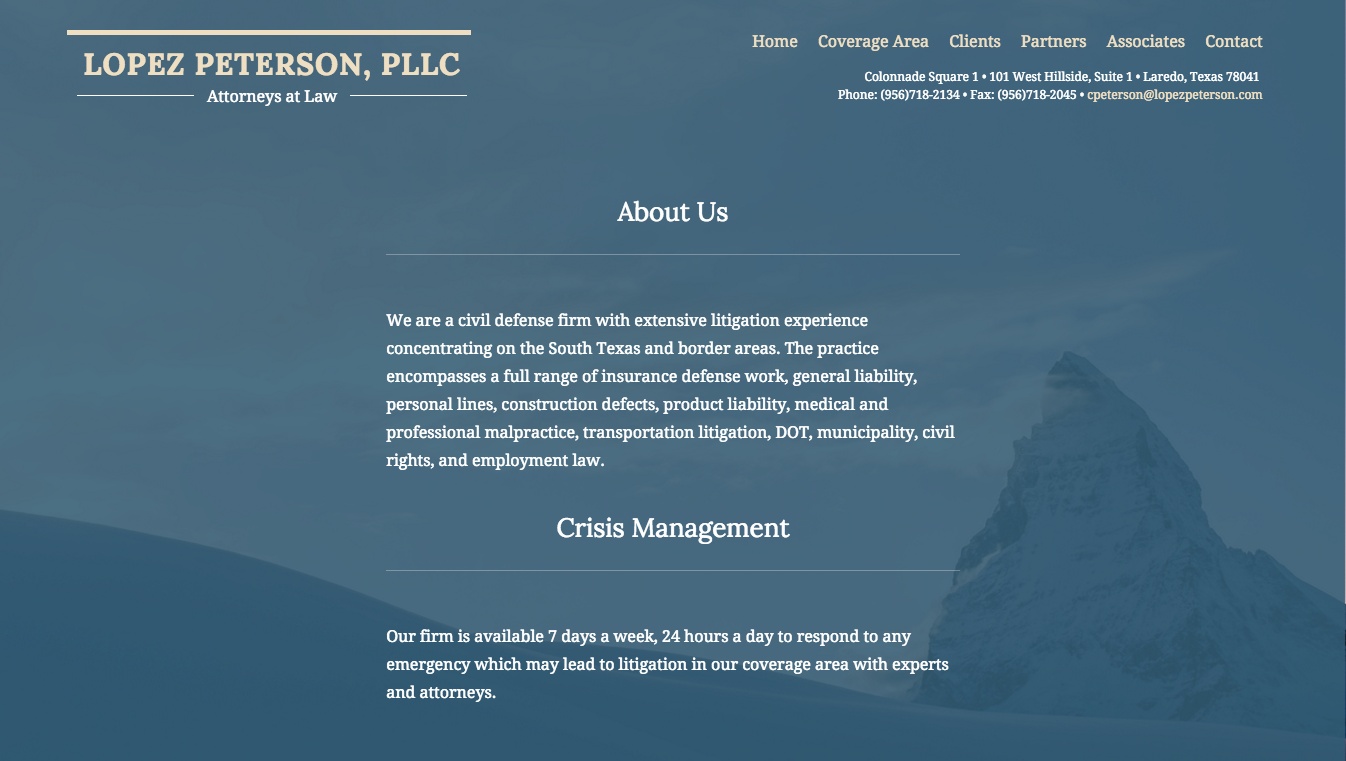 LOPEZ PETERSON, PLLC
Attorneys at Law
Home Coverage Area Clients Partners Associates Contact
Colonnade Square 1 • 101 West Hillside, Suite 1 • Laredo, Texas 78041
Phone: (956)718-2134 • Fax: (956)718-2045 • cpeterson@lopezpeterson.com
About Us
We are a civil defense firm with extensive litigation experience
concentrating on the South Texas and border areas. The practice
encompasses a full range of insurance defense work, general liability,
personal lines, construction defects, product liability, medical and
professional malpractice, transportation litigation, DOT, municipality, civil
rights, and employment law.
Crisis Management
Our firm is available 7 days a week, 24 hours a day to respond to any
emergency which may lead to litigation in our coverage area with experts
and attorneys.